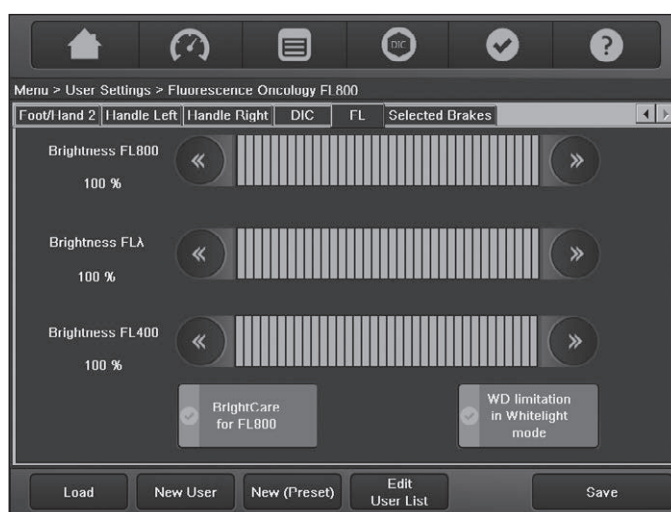 DIC
Menu > User Settings > Fluorescence Oncology FL800
Foot/Hand 2 Handle Left Handle Right DIC FL Selected Brakes
Brightness FL800
100 %
Brightness FLλ
100 %
Brightness FL400
100 %
BrightCare
for FL800
WD limitation
in Whitelight
mode
Load New User New (Preset) Edit
User List
Save